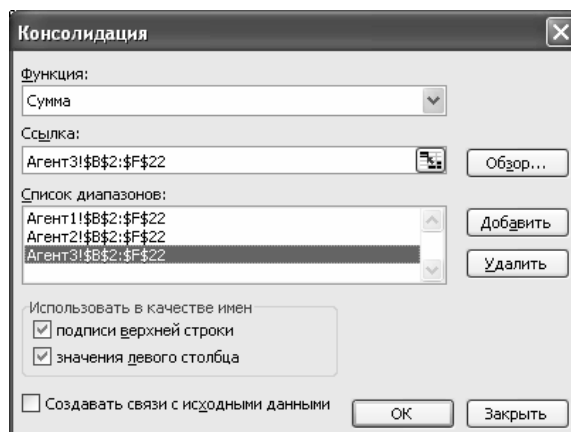 Консолидация
Функция:
Сумма
Ссылка:
Агент3!$B$2:$F$22
Обзор...
Список диапазонов:
Агент1!$B$2:$F$22
Агент2!$B$2:$F$22
Агент3!$B$2:$F$22
Добавить
Удалить
Использовать в качестве имен
подписи верхней строки
значения левого столбца
Создавать связи с исходными данными
ОК
Закрыть